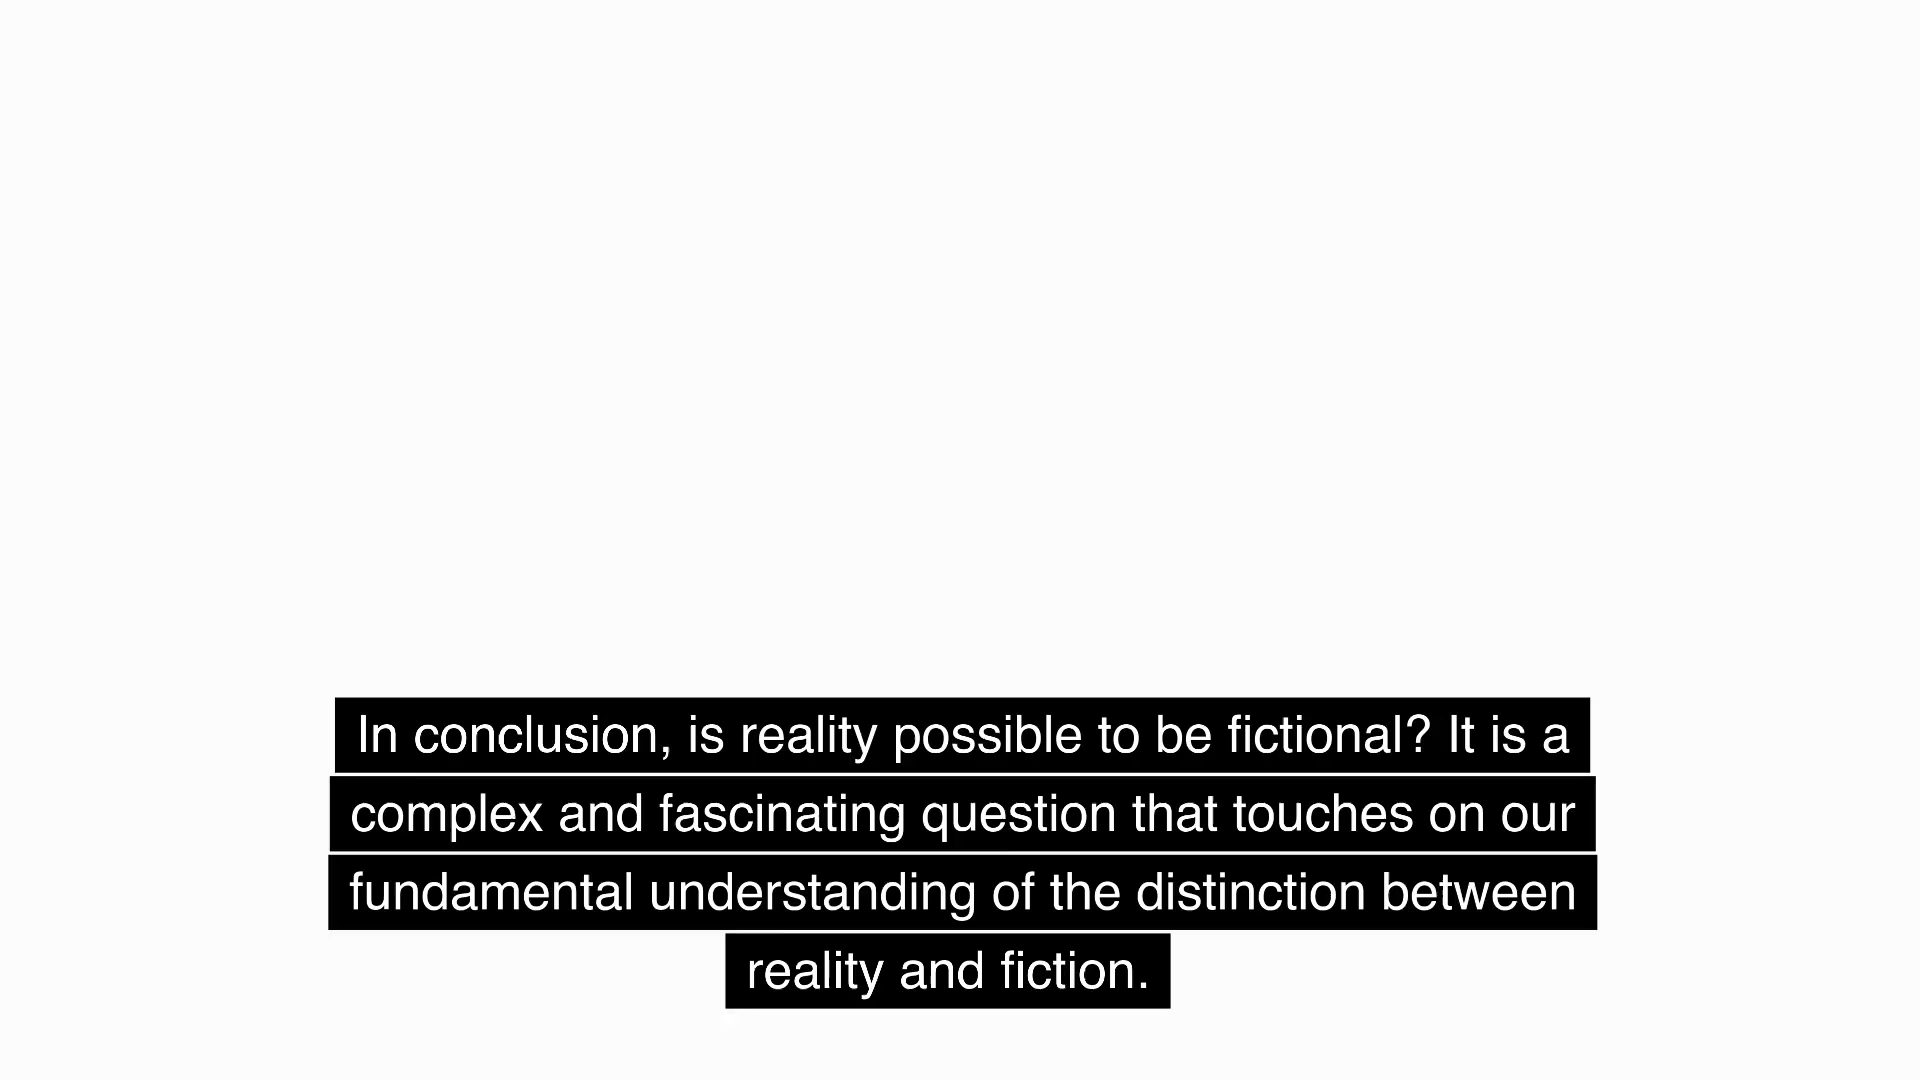 In conclusion, is reality possible to be fictional? It is a
complex and fascinating question that touches on our
fundamental understanding of the distinction between
reality and fiction.